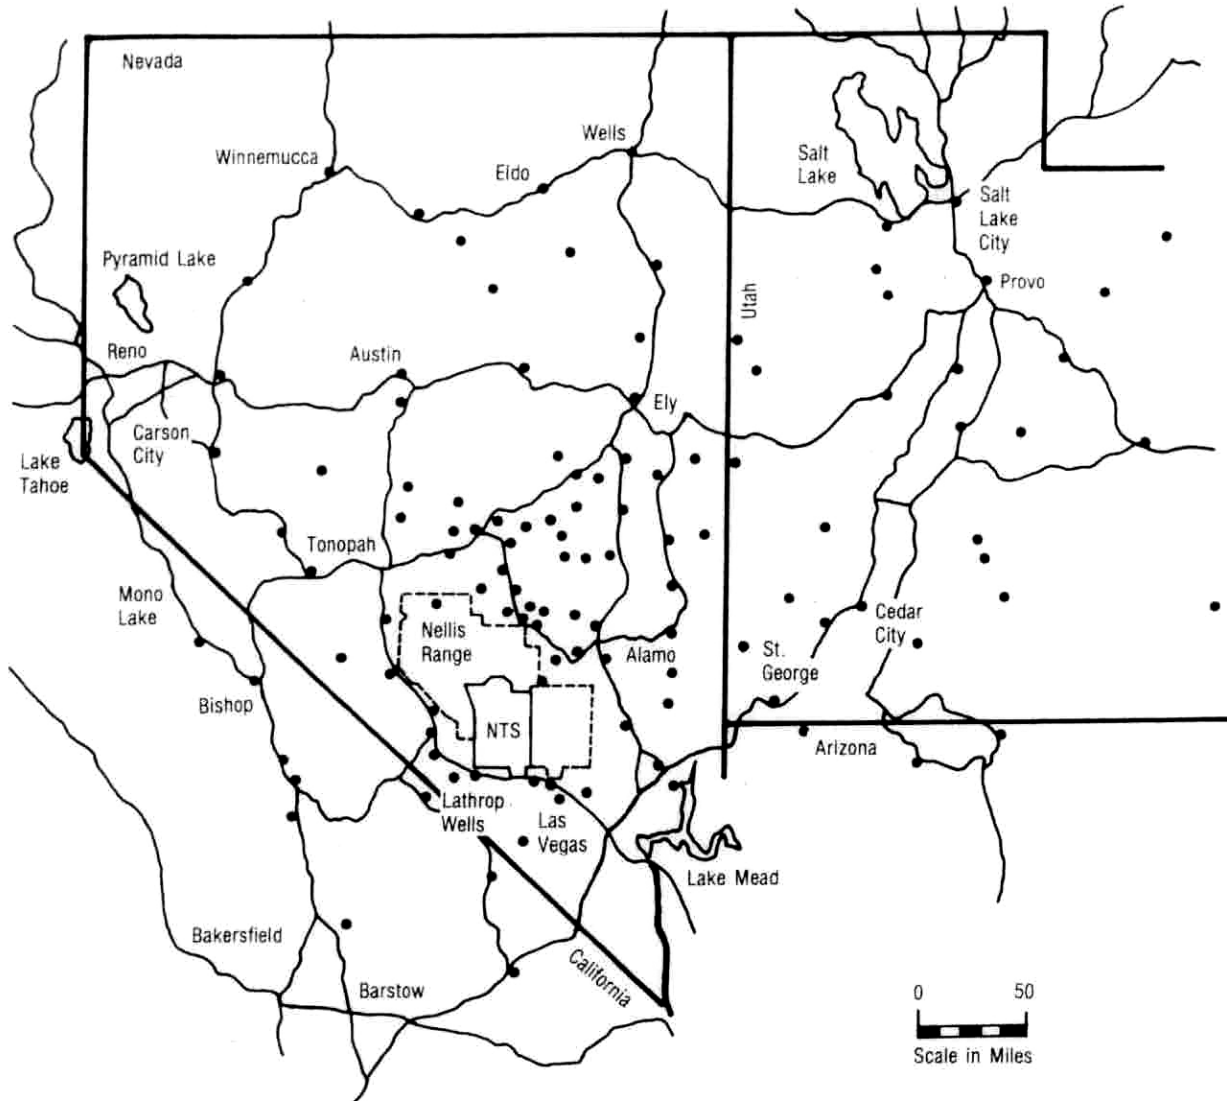 Nevada
Wells
Winnemucca
Eldo
Salt
Lake
Salt
Lake
City
Pyramid Lake
Provo
Utah
Reno
Austin
Ely
Carson
City
Lake
Tahoe
Tonopah
Mono
Lake
Nellis
Range
Alamo
Cedar
City
St.
George
Bishop
NTS
Arizona
Lathrop
Wells
Las
Vegas
Lake Mead
Bakersfield
California
Barstow
0 50
Scale in Miles